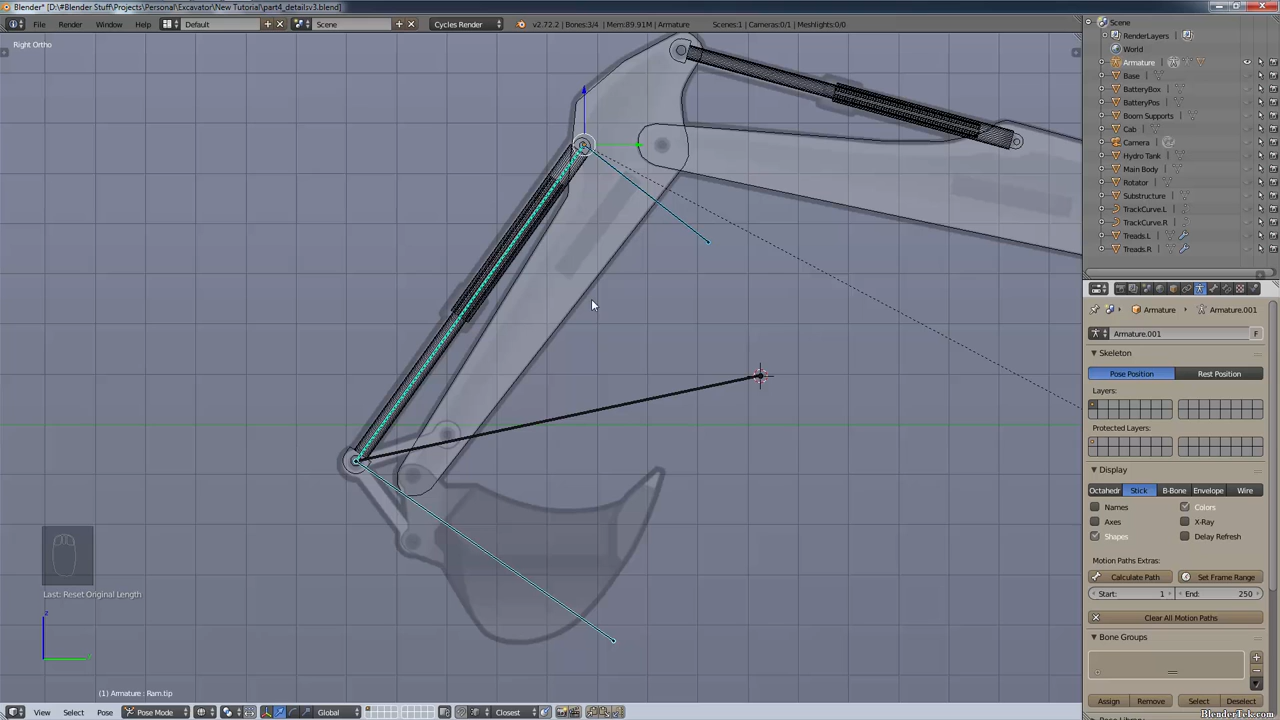 Blender* [D:\#Blender Stuff\Projects\Personal\Excavator\New Tutorial\part4_detailsv3.blend]
File Render Window Help Default Scene Cycles Render v2.72.2 | Bones:3/4 | Mem:89.91M | Armature Scenes:1 | Cameras:0/1 | Meshlights:0/0
Right Ortho
Scene
RenderLayers
World
Armature
Base
BatteryBox
BatteryPos
Boom Supports
Cab
Camera
Hydro Tank
Main Body
Rotator
Substructure
TrackCurve.L
TrackCurve.R
Treads.L
Treads.R
Armature Armature.001
Armature.001 F
Skeleton
Pose Position Rest Position
Layers:
Protected Layers:
Display
Octahedr Stick B-Bone Envelope Wire
Names Colors
Axes X-Ray
Shapes Delay Refresh
Motion Paths Extras:
Calculate Path Set Frame Range
Start: 1 End: 250
Clear All Motion Paths
Bone Groups
Assign Remove Select Deselect
Last: Reset Original Length
z
y
(1) Armature : Ram.tip
View Select Pose Pose Mode Global Closest
BlenderTek.com